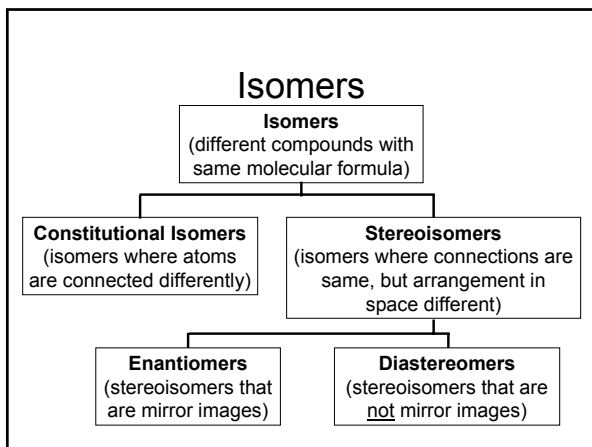 Isomers
Isomers
(different compounds with
same molecular formula)
Constitutional Isomers
(isomers where atoms
are connected differently)
Stereoisomers
(isomers where connections are
same, but arrangement in
space different)
Enantiomers
(stereoisomers that
are mirror images)
Diastereomers
(stereoisomers that are
not mirror images)